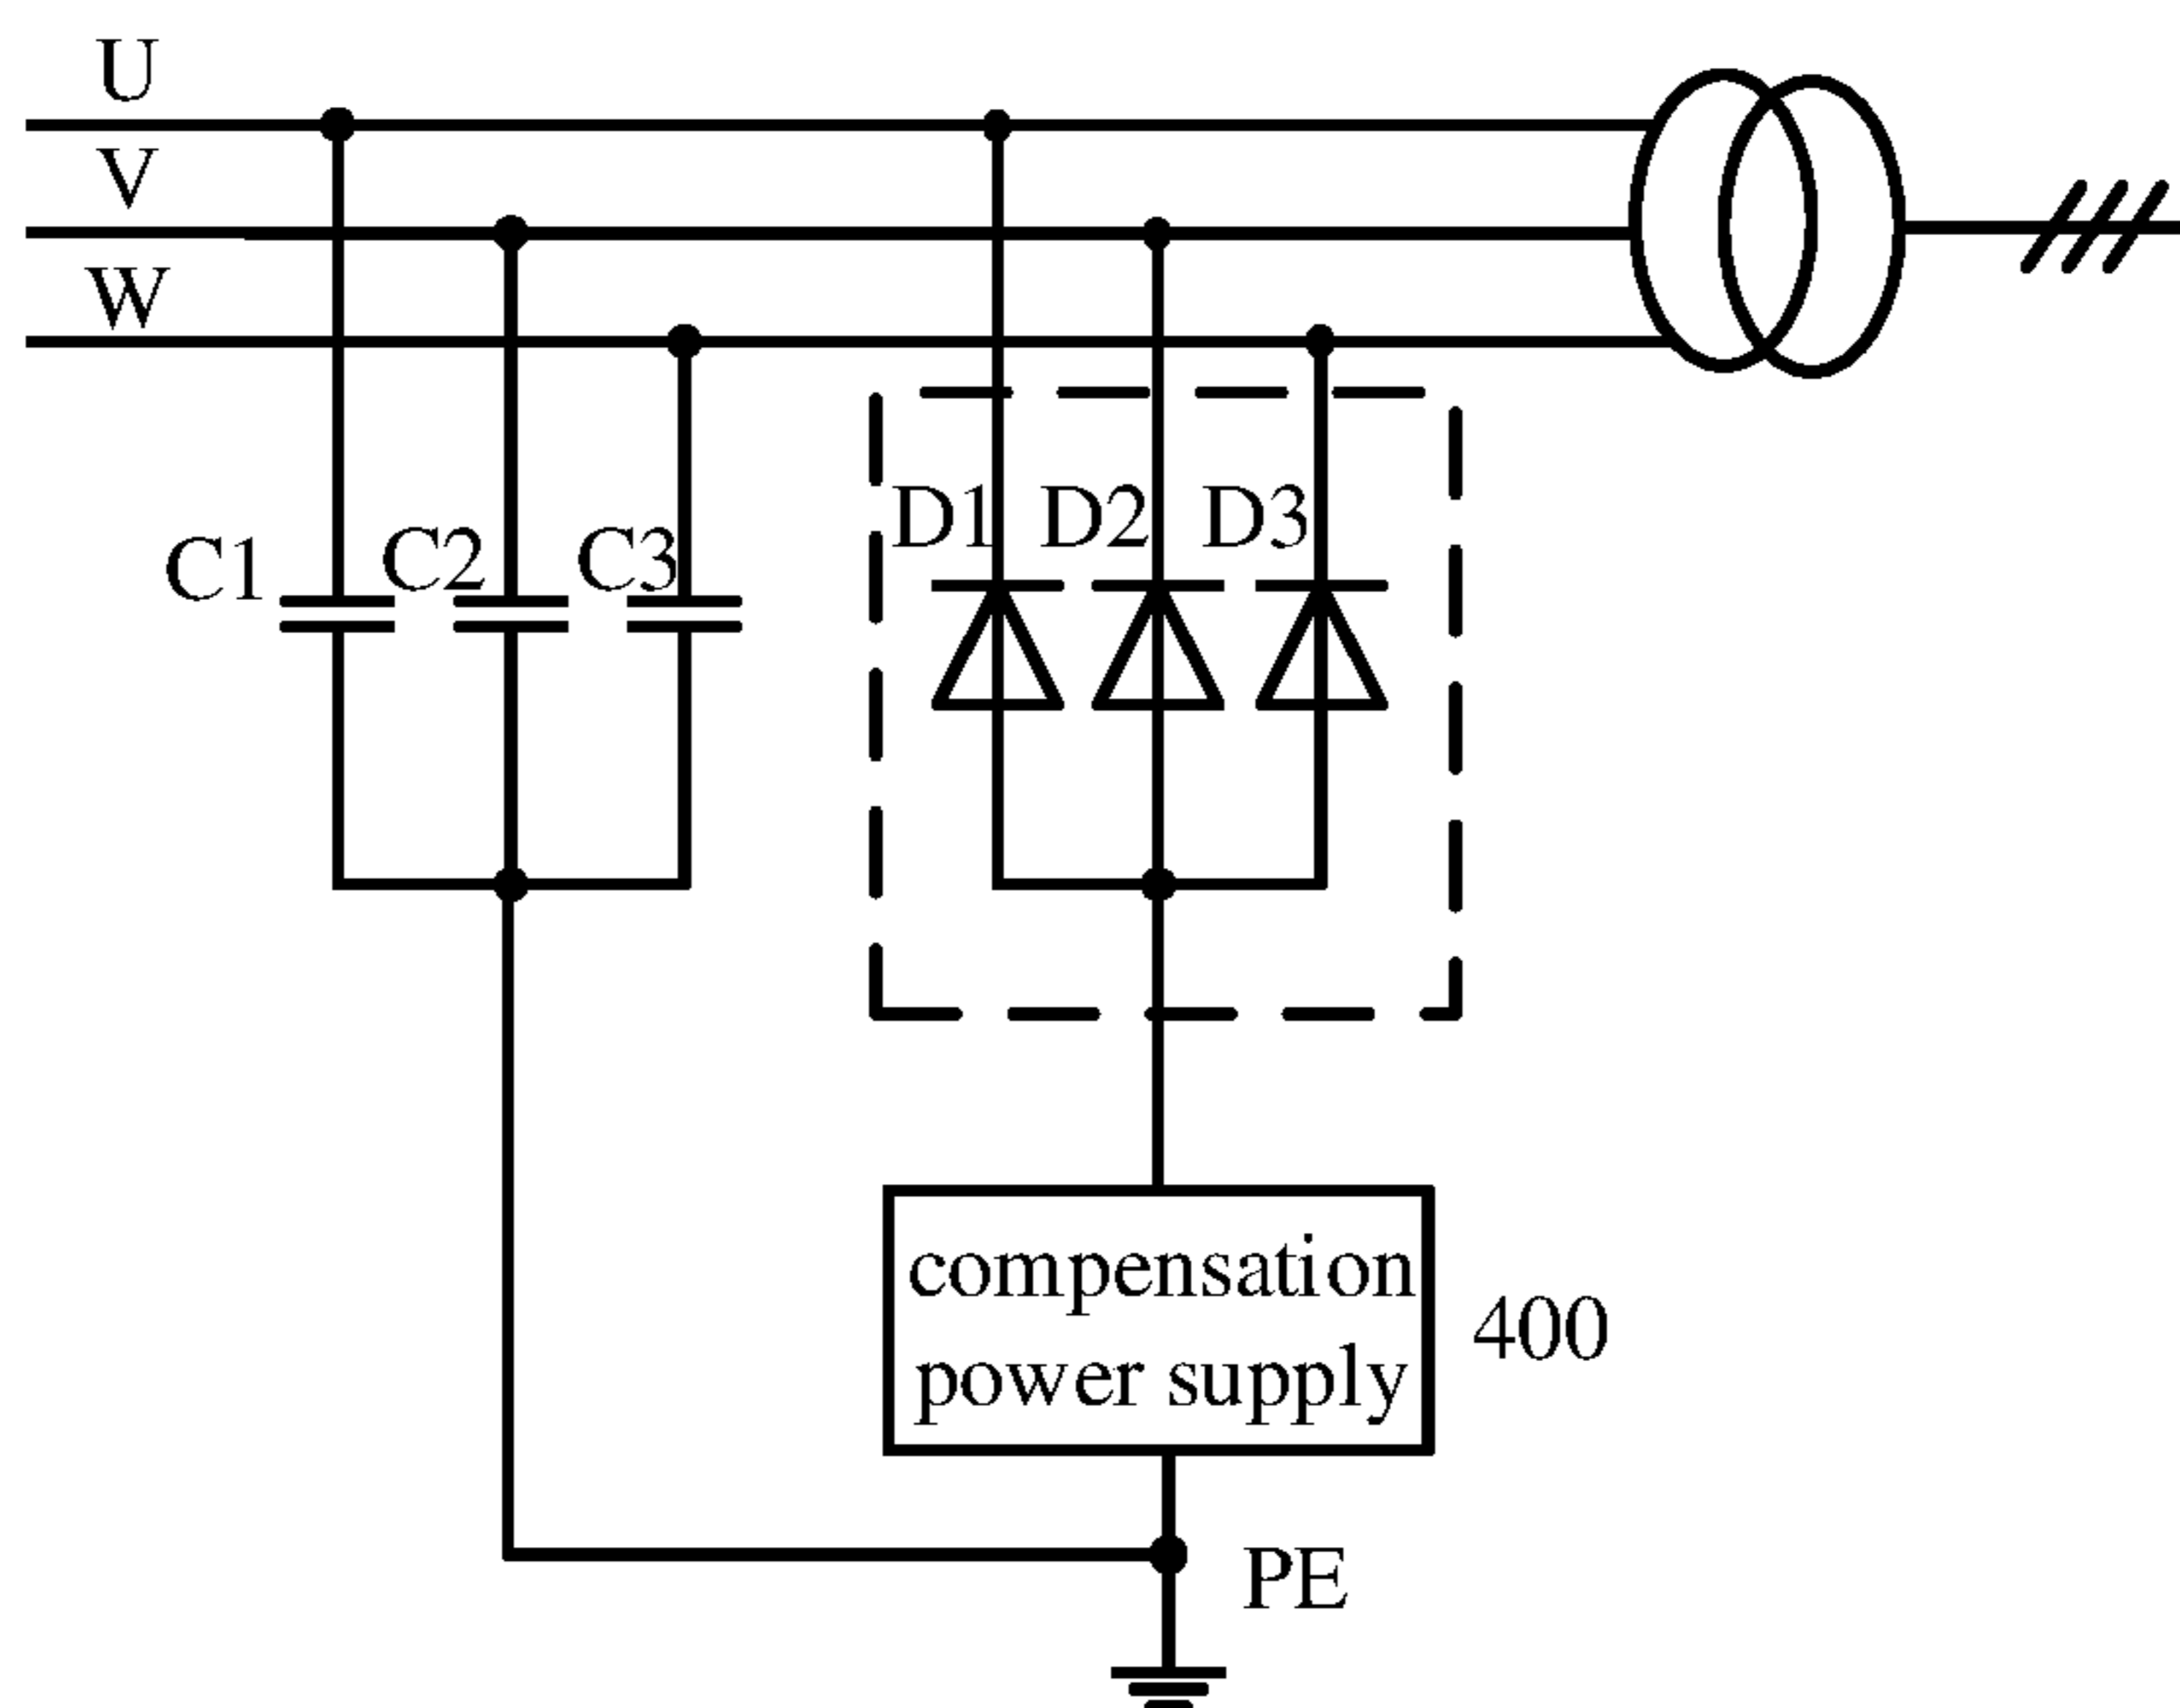 U
V
W
C1
C2
C3
D1
D2
D3
compensation
power supply
400
PE